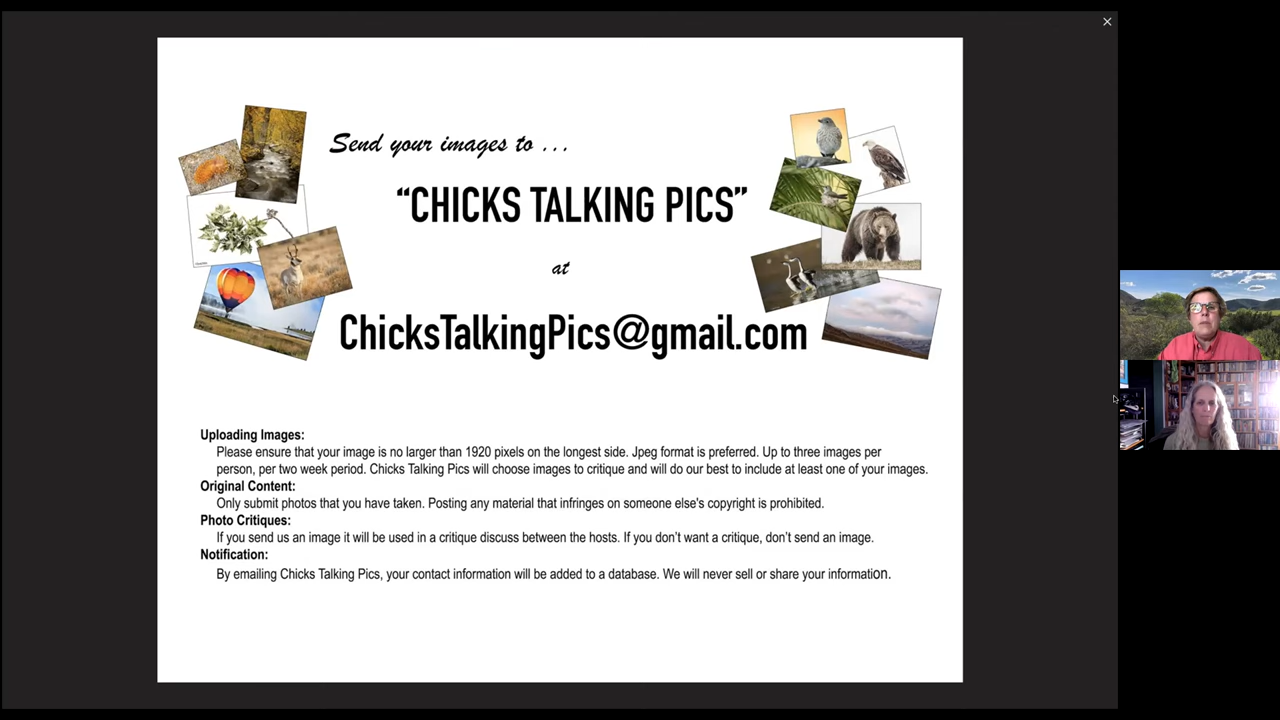 Send your images to ...
“CHICKS TALKING PICS”
at
ChicksTalkingPics@gmail.com
Uploading Images:
Please ensure that your image is no larger than 1920 pixels on the longest side. Jpeg format is preferred. Up to three images per
person, per two week period. Chicks Talking Pics will choose images to critique and will do our best to include at least one of your images.
Original Content:
Only submit photos that you have taken. Posting any material that infringes on someone else's copyright is prohibited.
Photo Critiques:
If you send us an image it will be used in a critique discuss between the hosts. If you don’t want a critique, don’t send an image.
Notification:
By emailing Chicks Talking Pics, your contact information will be added to a database. We will never sell or share your information.